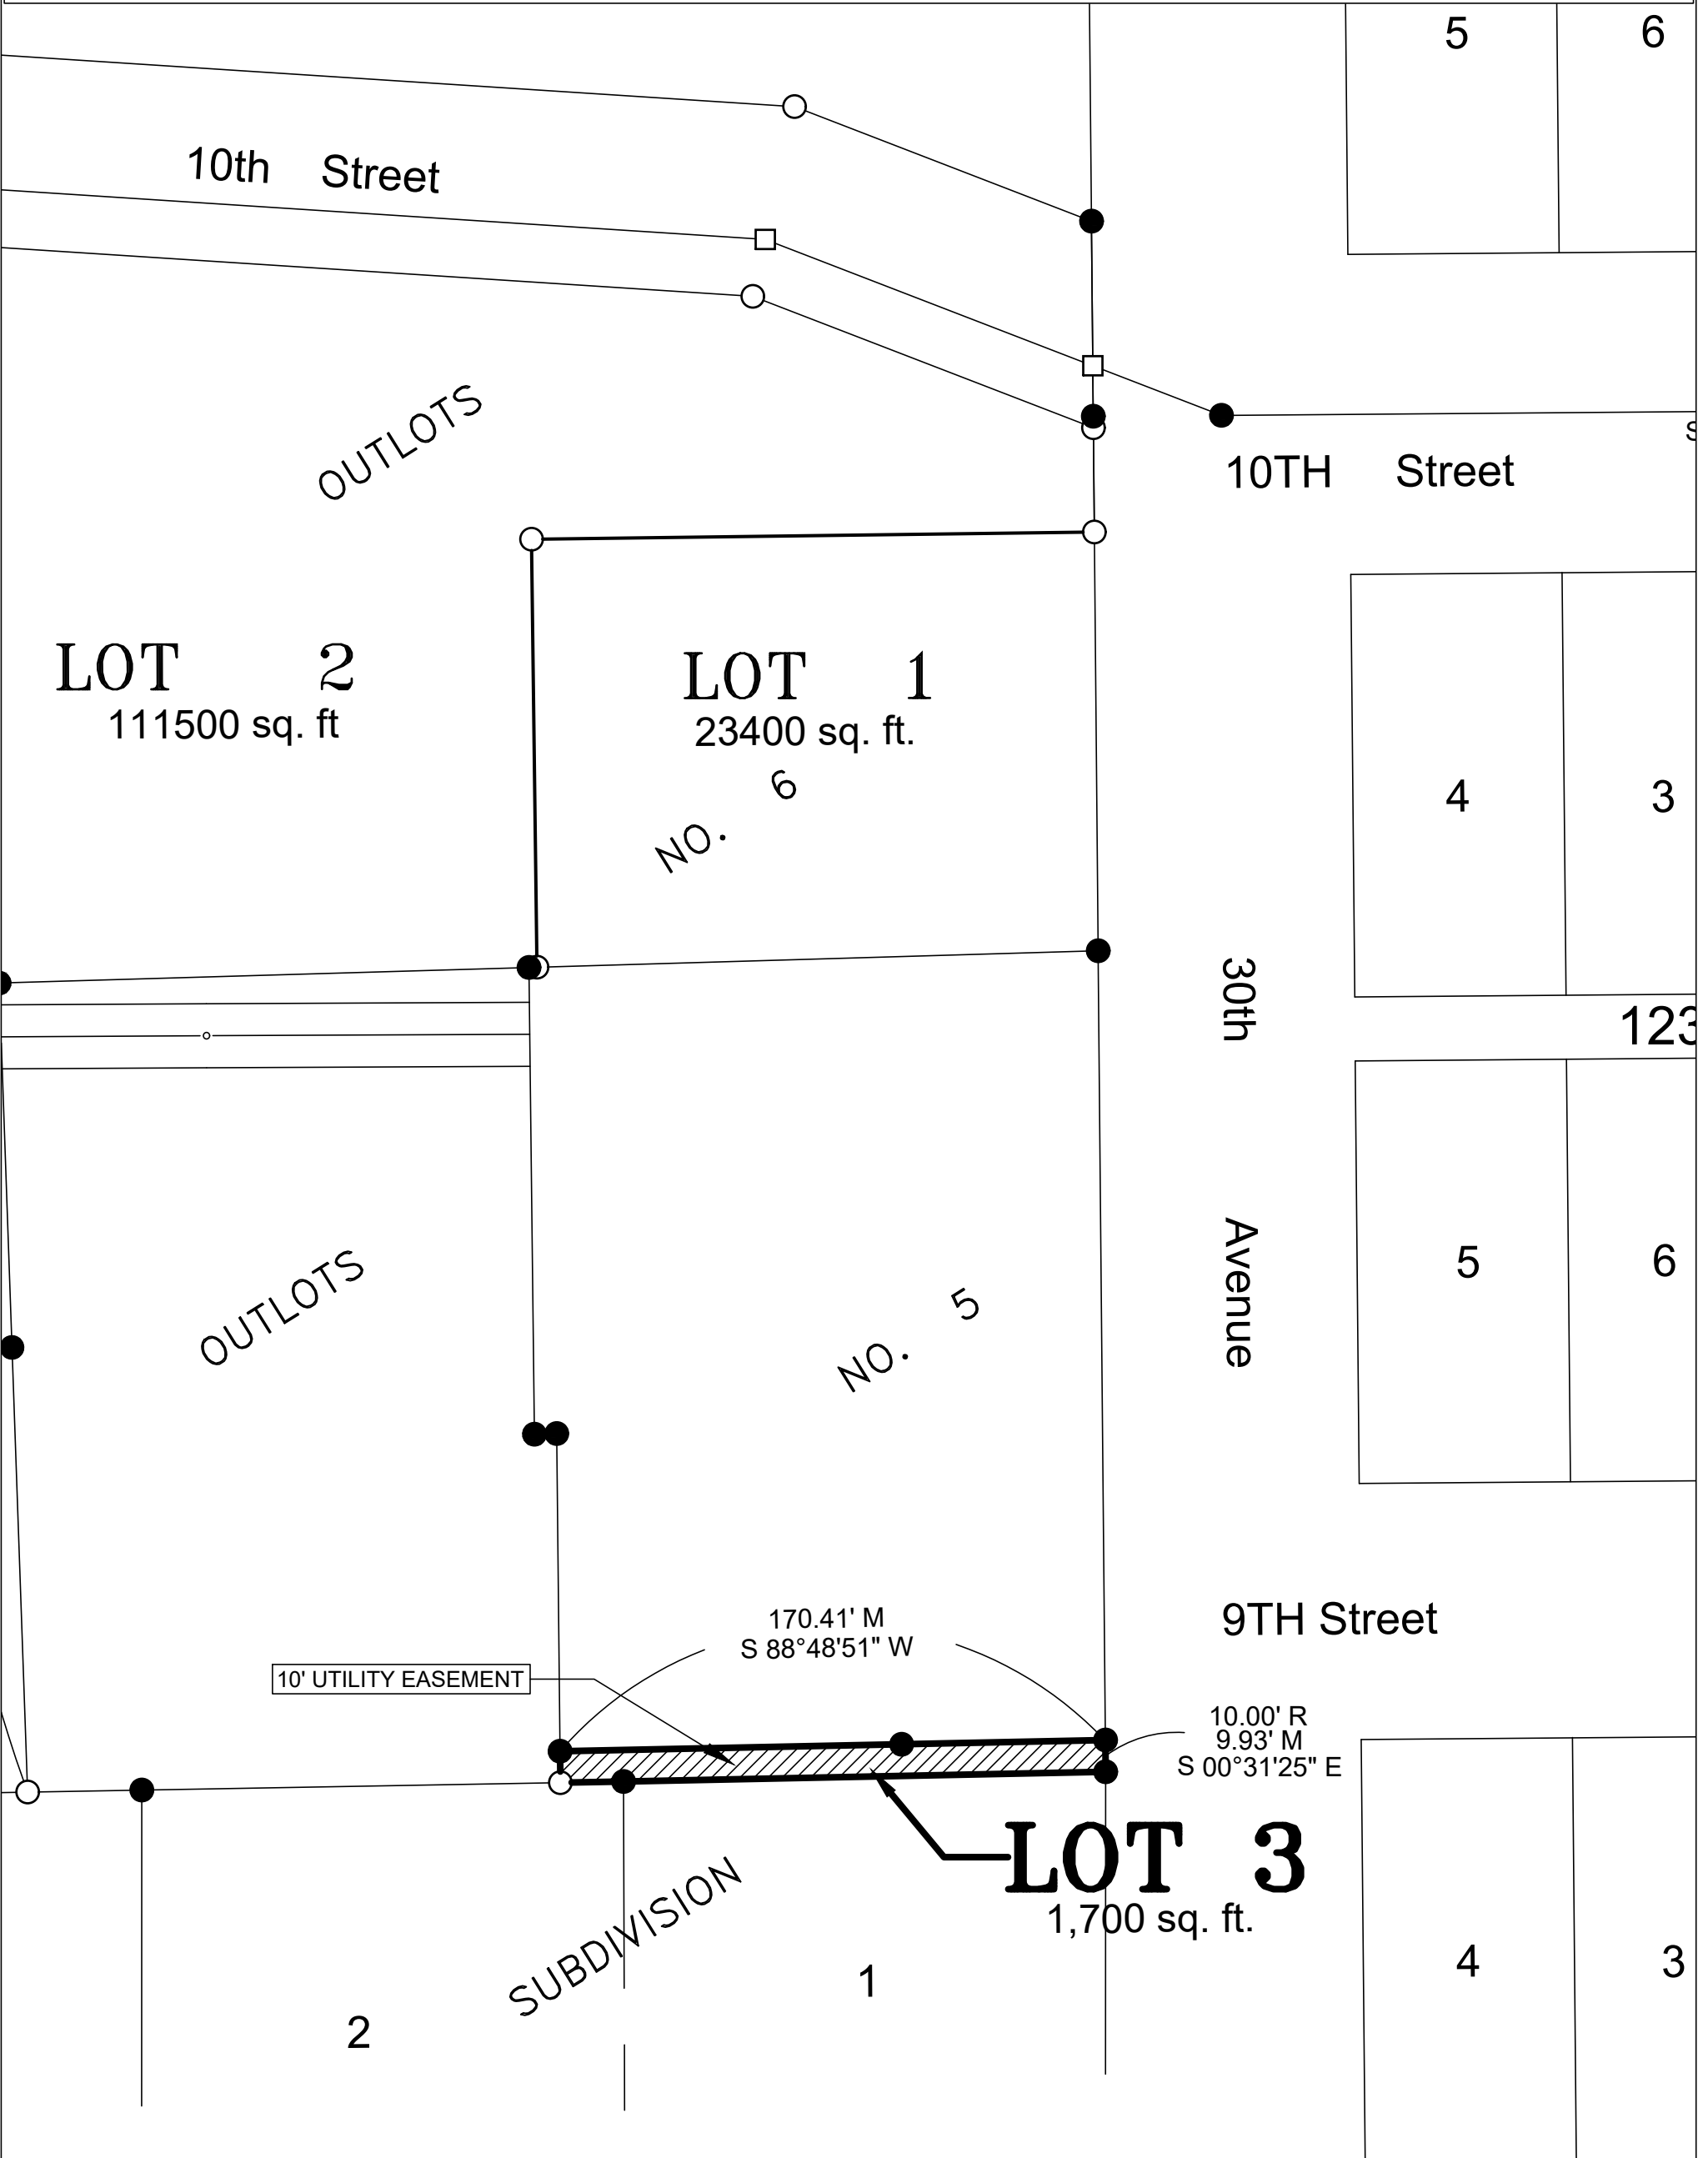 5 6
10th Street
OUTLOTS
10TH Street
LOT 2
111500 sq. ft
LOT 1
23400 sq. ft.
NO. 6
4 3
30th Avenue
123
OUTLOTS
NO. 5
5 6
9TH Street
170.41' M
S 88°48'51" W
10' UTILITY EASEMENT
10.00' R
9.93' M
S 00°31'25" E
LOT 3
1,700 sq. ft.
SUBDIVISION
2
1
4 3